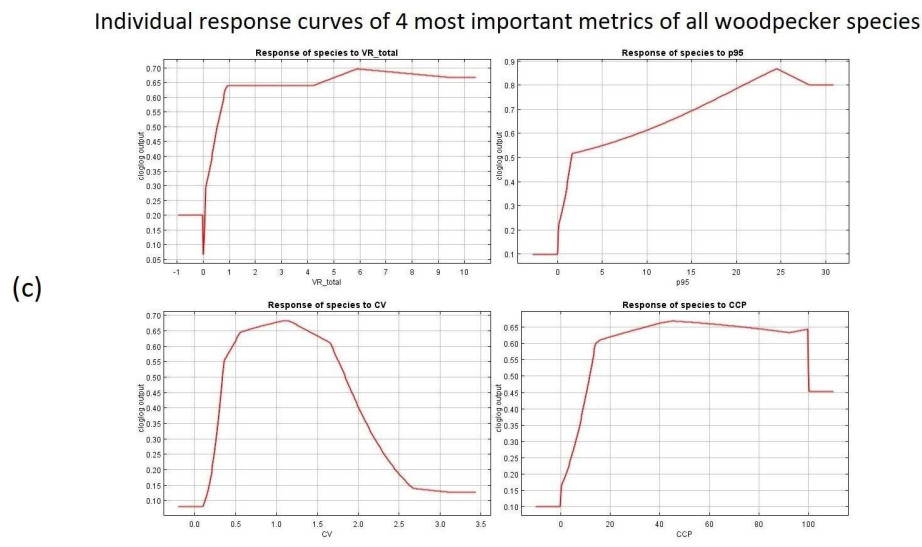 Individual response curves of 4 most important metrics of all woodpecker species
Response of species to VR_total
0.70
0.65
0.60
0.55
0.50
0.45
0.40
0.35
0.30
0.25
0.20
0.15
0.10
0.05
cloglog output
-1 0 1 2 3 4 5 6 7 8 9 10
VR_total
Response of species to p95
0.9
0.8
0.7
0.6
0.5
0.4
0.3
0.2
0.1
cloglog output
0 5 10 15 20 25 30
p95
(c)
Response of species to CV
0.70
0.65
0.60
0.55
0.50
0.45
0.40
0.35
0.30
0.25
0.20
0.15
0.10
cloglog output
0.0 0.5 1.0 1.5 2.0 2.5 3.0 3.5
CV
Response of species to CCP
0.65
0.60
0.55
0.50
0.45
0.40
0.35
0.30
0.25
0.20
0.15
0.10
cloglog output
0 20 40 60 80 100
CCP